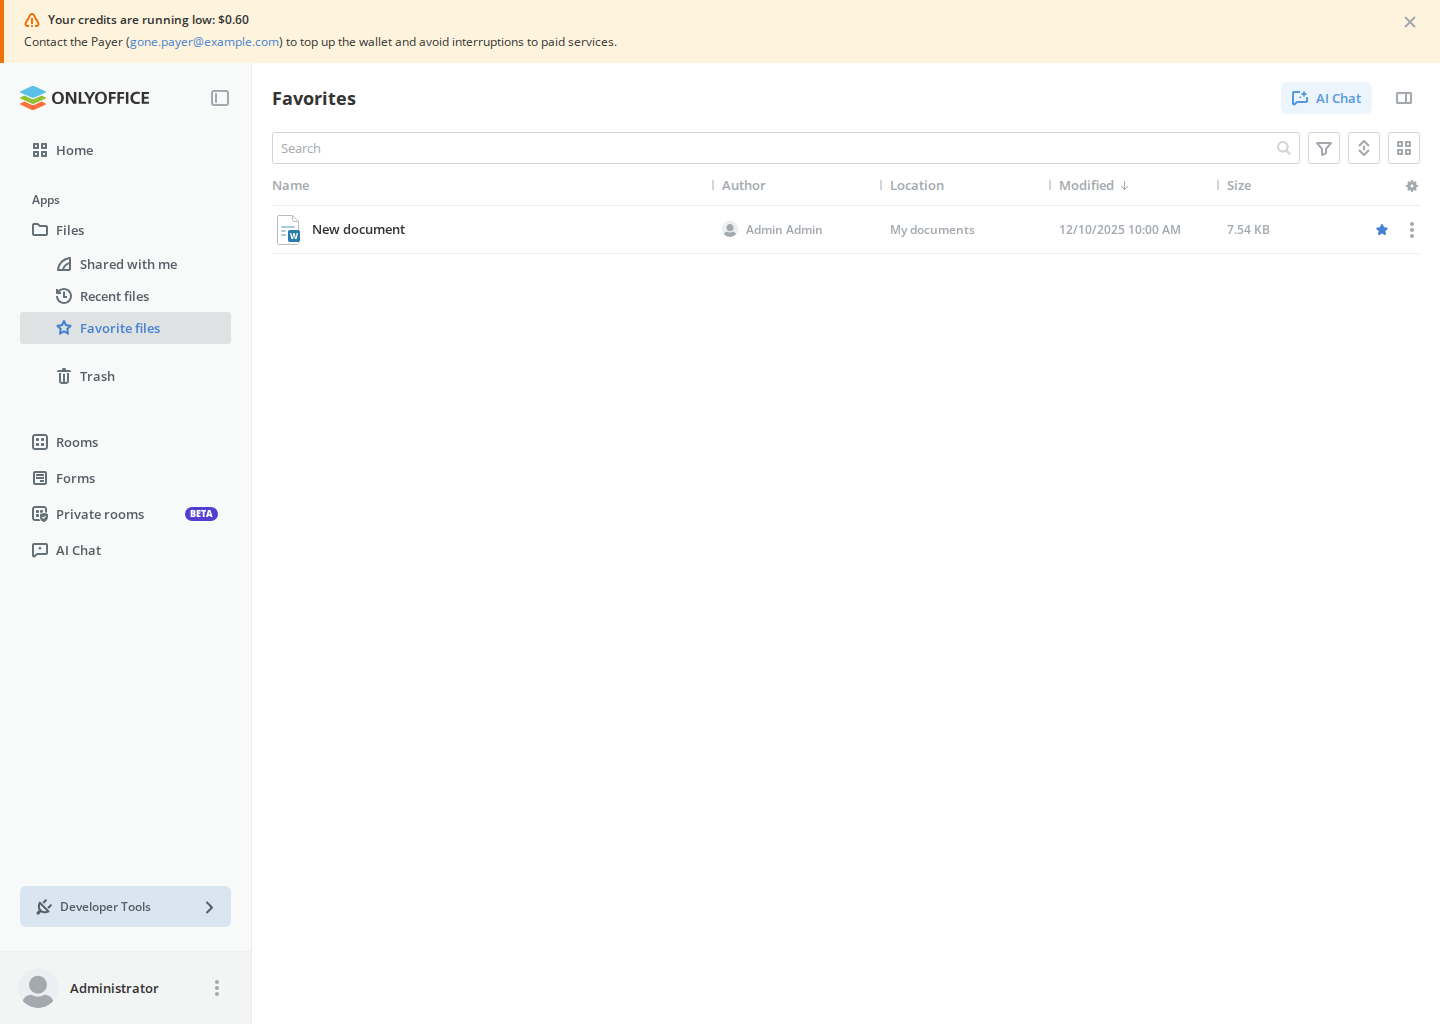 Your credits are running low: $0.60
Contact the Payer (gone.payer@example.com) to top up the wallet and avoid interruptions to paid services.
ONLYOFFICE
Home
Apps
Files
Shared with me
Recent files
Favorite files
Trash
Rooms
Forms
Private rooms BETA
AI Chat
Developer Tools
Administrator
Favorites
AI Chat
Search
Name Author Location Modified Size
New document Admin Admin My documents 12/10/2025 10:00 AM 7.54 KB
W